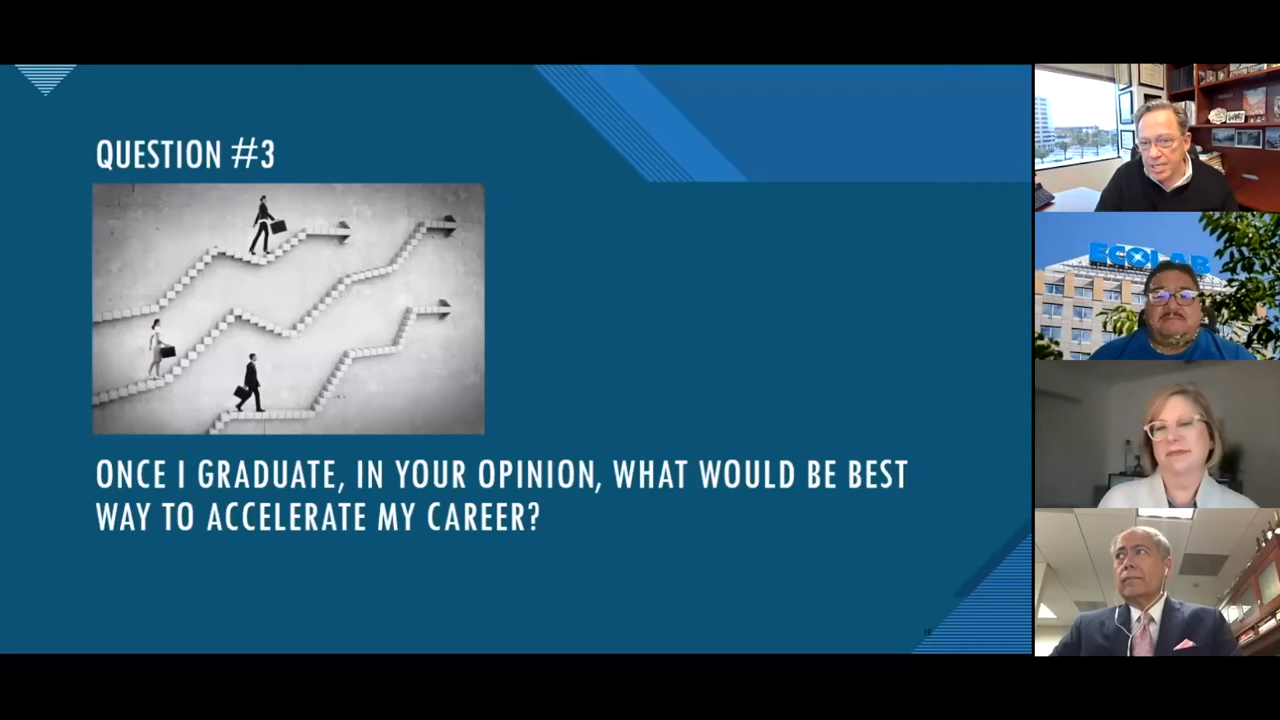 QUESTION #3
ECOLAB
ONCE I GRADUATE, IN YOUR OPINION, WHAT WOULD BE BEST
WAY TO ACCELERATE MY CAREER?